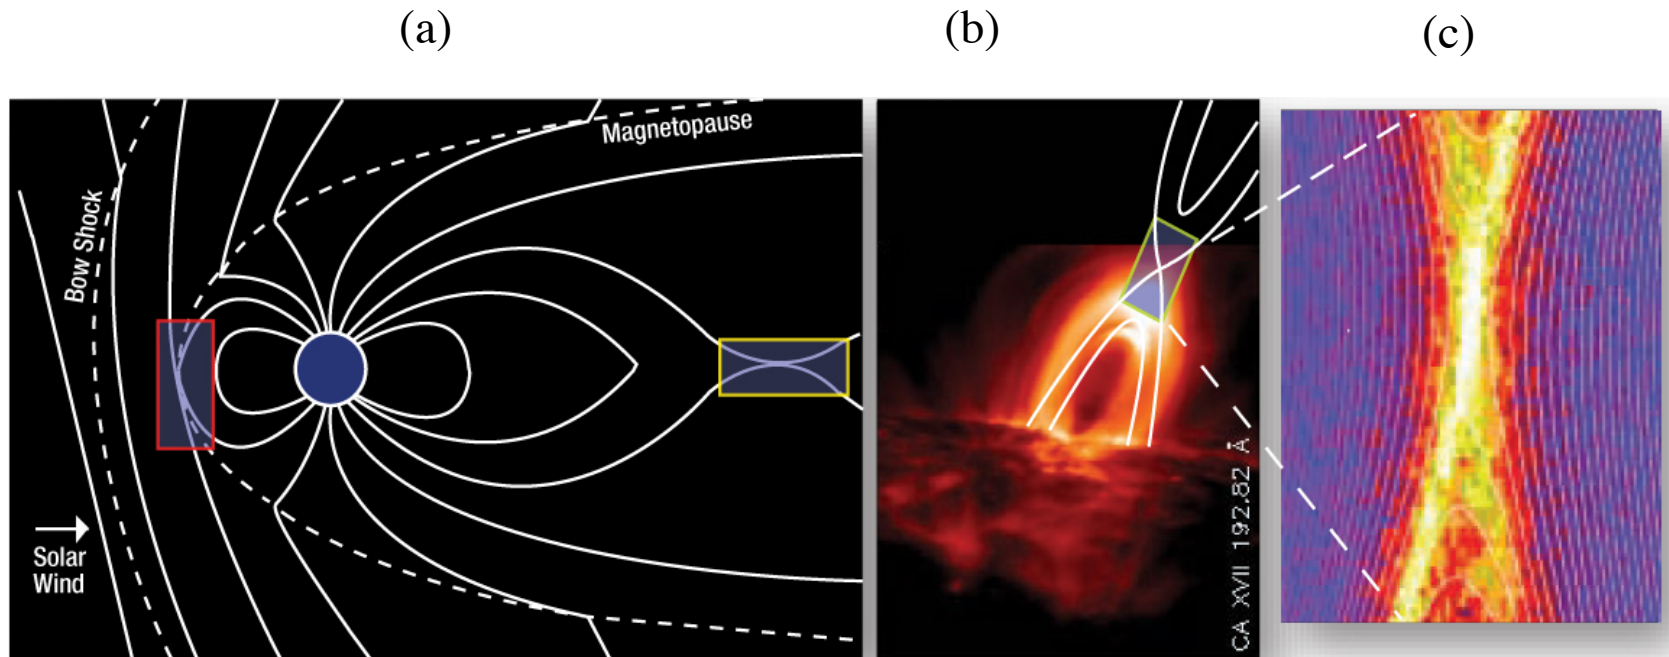 (a)
(b)
(c)
Magnetopause
Bow Shock
Solar
Wind
CA XVII 192.82 Å